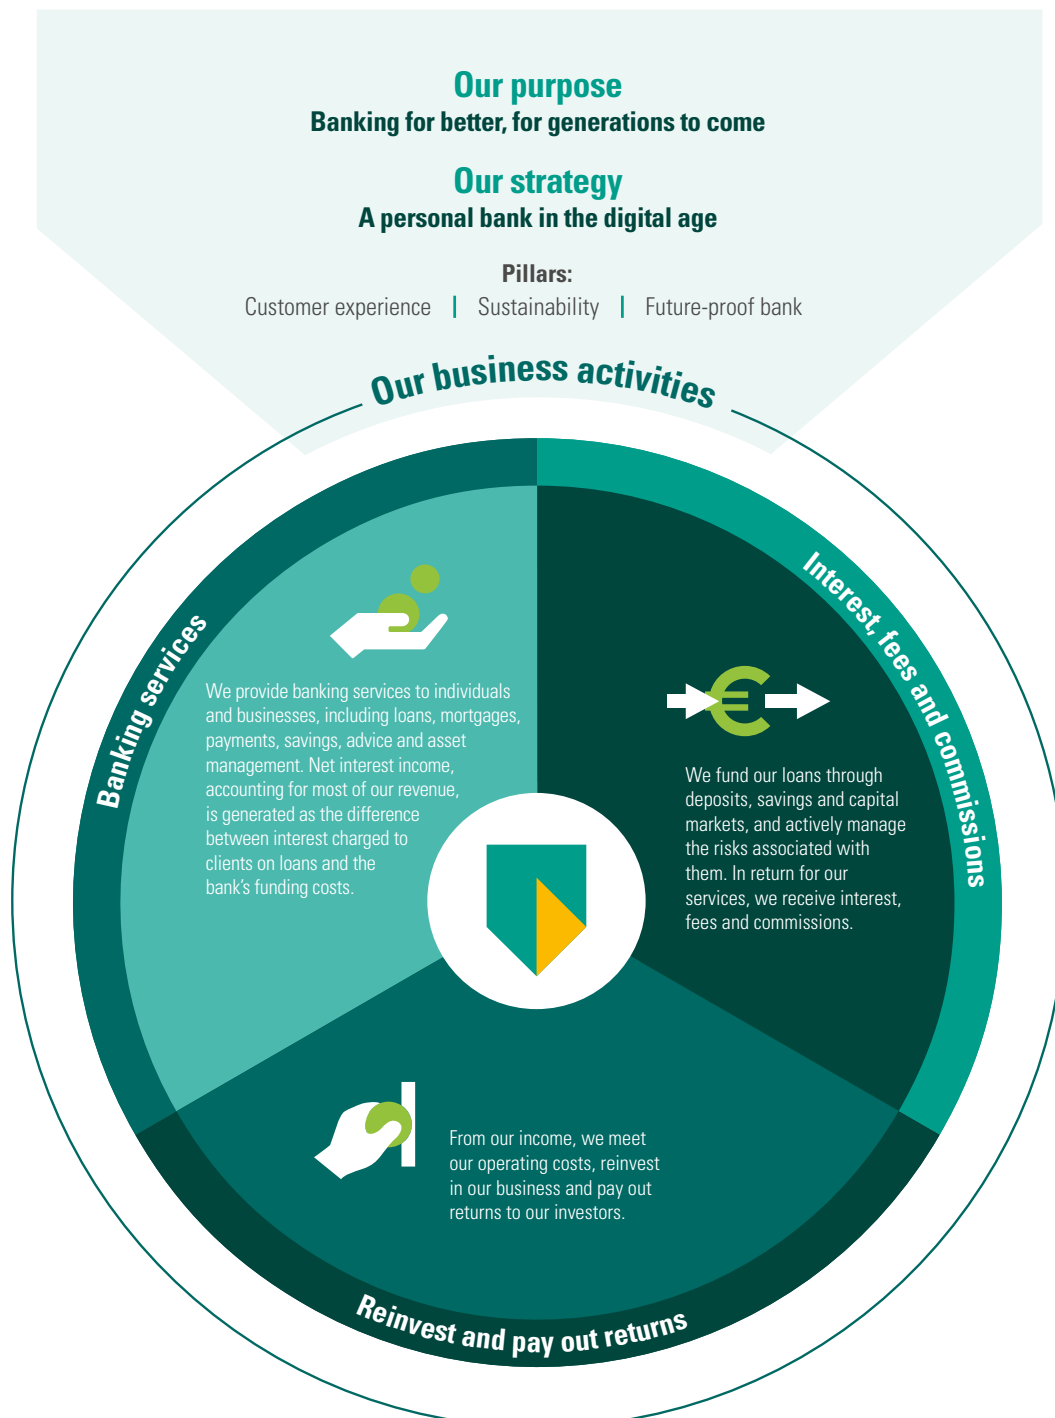 Our purpose
Banking for better, for generations to come
Our strategy
A personal bank in the digital age
Pillars:
Customer experience | Sustainability | Future-proof bank
Our business activities
Banking services
We provide banking services to individuals
and businesses, including loans, mortgages,
payments, savings, advice and asset
management. Net interest income,
accounting for most of our revenue,
is generated as the difference
between interest charged to
clients on loans and the
bank's funding costs.
Interest, fees and commissions
We fund our loans through
deposits, savings and capital
markets, and actively manage
the risks associated with
them. In return for our
services, we receive interest,
fees and commissions.
From our income, we meet
our operating costs, reinvest
in our business and pay out
returns to our investors.
Reinvest and pay out returns